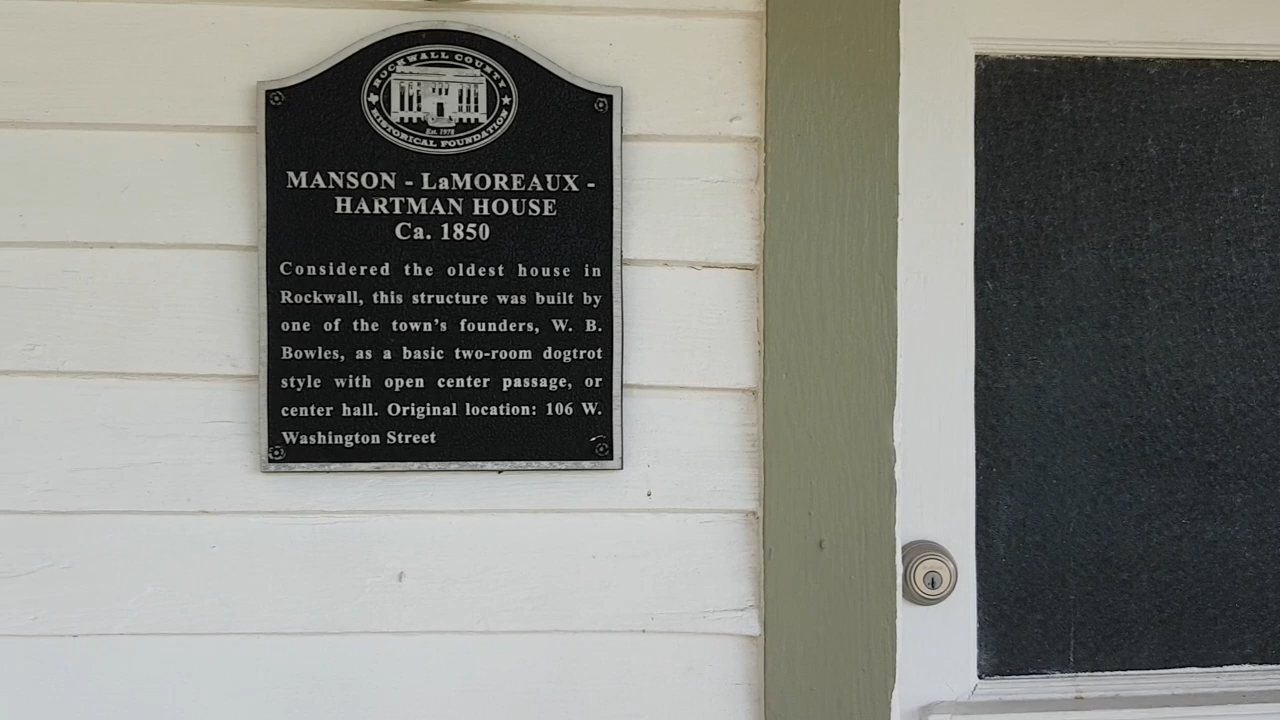 ROCKWALL COUNTY
Est. 1978
HISTORICAL FOUNDATION
MANSON - LaMOREAUX -
HARTMAN HOUSE
Ca. 1850
Considered the oldest house in
Rockwall, this structure was built by
one of the town's founders, W. B.
Bowles, as a basic two-room dogtrot
style with open center passage, or
center hall. Original location: 106 W.
Washington Street